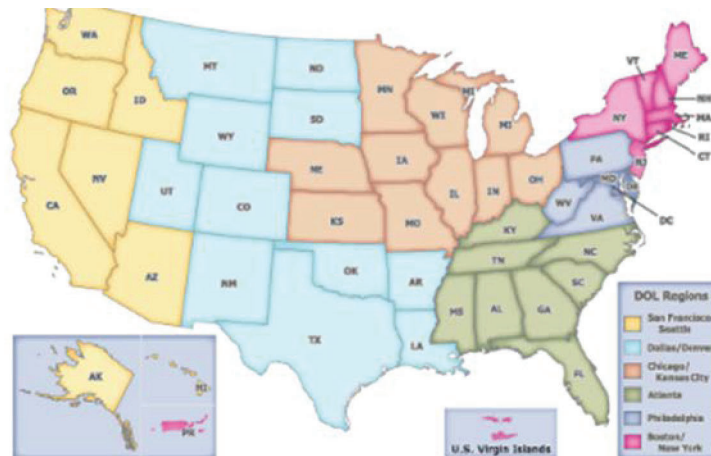 WA
MT
ND
MN
MI
ME
VT
NH
MA
RI
CT
OR
ID
WY
SD
WI
MI
NY
NV
UT
CO
NE
IA
IL
IN
OH
PA
NJ
MD
DE
WV
VA
DC
CA
KS
MO
KY
AZ
NM
OK
AR
TN
NC
SC
MS
AL
GA
TX
LA
FL
AK
HI
PR
U.S. Virgin Islands
DOL Regions
San Francisco
Seattle
Dallas/Denver
Chicago/
Kansas City
Atlanta
Philadelphia
Boston/
New York